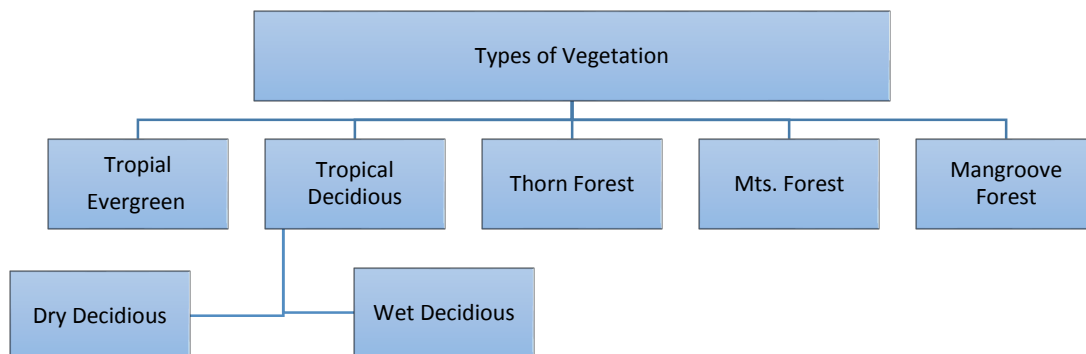 Types of Vegetation
Tropial
Evergreen
Tropical
Decidious
Thorn Forest
Mts. Forest
Mangroove
Forest
Dry Decidious
Wet Decidious